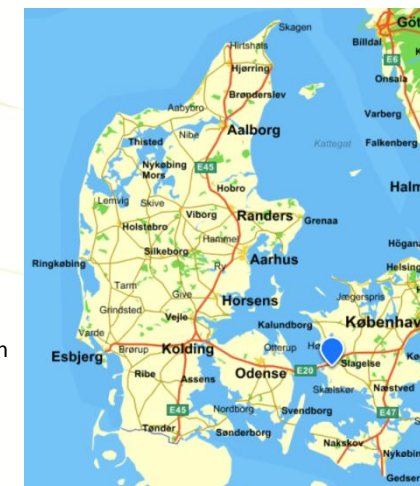 Skagen
Göt
Hirtshals
Billdal
E6
Hjørring
Onsala
Brønderslev
Aabybro
Varberg
Aalborg
Nibe
Thisted
Kattegat
Falkenberg
Nykøbing
Mors
E45
Hobro
Halm
Lemvig
Skive
Viborg
Randers
Grenaa
Holstebro
Hammel
Högana
Silkeborg
Aarhus
Ringkøbing
Ry
Helsing
Tarm
Give
Horsens
Jægerspris
Grindsted
Vejle
Kalundborg
Københav
Varde
n
Esbjerg
Brørup
Kolding
Otterup
Slagelse
Ribe
Assens
Odense
E20
Skælskør
Næstved
E45
Nordborg
Svendborg
E47
Tønder
Sønderborg
Nakskov
Nykøbin
Gedser